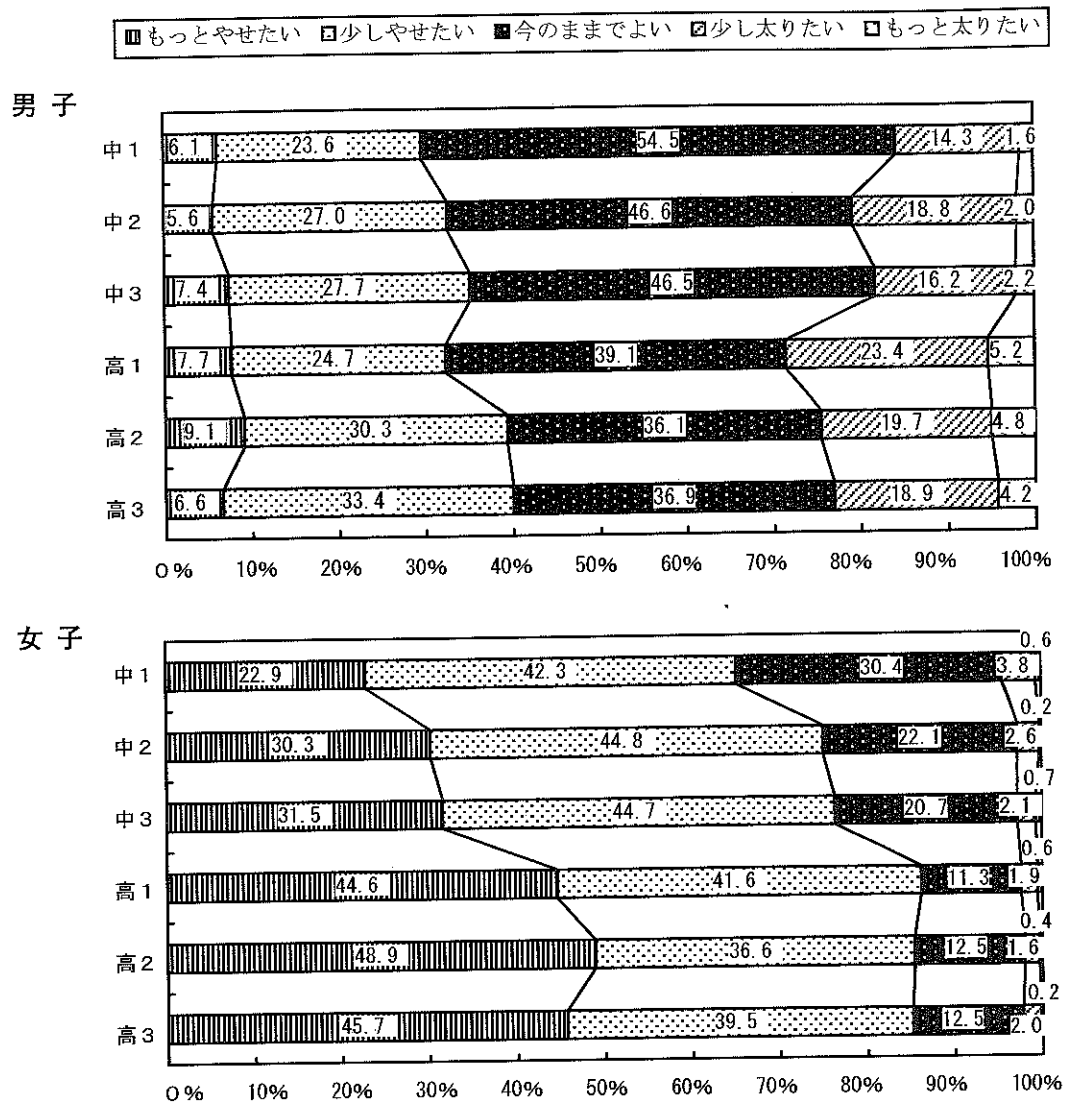 もっとやせたい 少しやせたい 今のままでよい 少し太りたい もっと太りたい
男子
中1 6.1 23.6 54.5 14.3 1.6
中2 5.6 27.0 46.6 18.8 2.0
中3 7.4 27.7 46.5 16.2 2.2
高1 7.7 24.7 39.1 23.4 5.2
高2 9.1 30.3 36.1 19.7 4.8
高3 6.6 33.4 36.9 18.9 4.2
0% 10% 20% 30% 40% 50% 60% 70% 80% 90% 100%
女子
0.6
中1 22.9 42.3 30.4 3.8
0.2
中2 30.3 44.8 22.1 2.6
0.7
中3 31.5 44.7 20.7 2.1
0.6
高1 44.6 41.6 11.3 1.9
0.4
高2 48.9 36.6 12.5 1.6
0.2
高3 45.7 39.5 12.5 2.0
0% 10% 20% 30% 40% 50% 60% 70% 80% 90% 100%